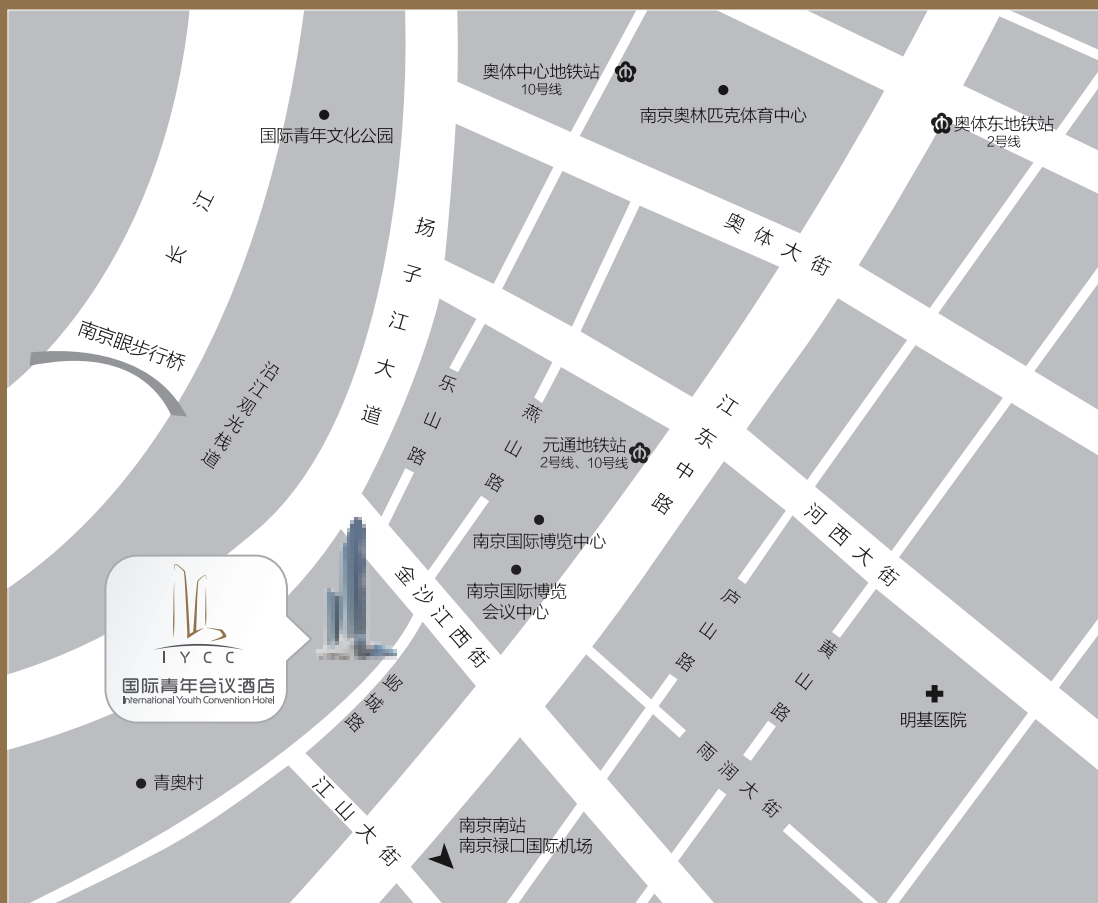 奥体中心地铁站
10号线
南京奥林匹克体育中心
奥体东地铁站
2号线
国际青年文化公园
长江
扬子江大道
奥体大街
南京眼步行桥
沿江观光栈道
乐山路
燕山路
元通地铁站
2号线、10号线
江东中路
南京国际博览中心
南京国际博览
会议中心
河西大街
金沙江西街
庐山路
黄山路
IYCC
国际青年会议酒店
International Youth Convention Hotel
邺城路
明基医院
雨润大街
青奥村
江山大街
南京南站
南京禄口国际机场